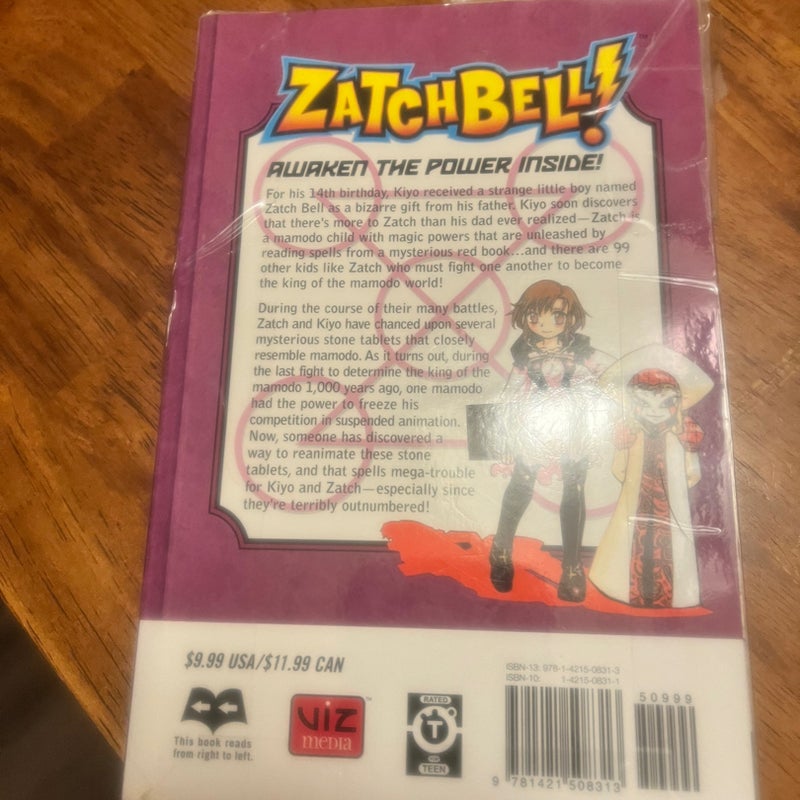 ZATCHBELL!
TM
AWAKEN THE POWER INSIDE!
For his 14th birthday, Kiyo received a strange little boy named
Zatch Bell as a bizarre gift from his father. Kiyo soon discovers
that there's more to Zatch than his dad ever realized—Zatch is
a mamodo child with magic powers that are unleashed by
reading spells from a mysterious red book...and there are 99
other kids like Zatch who must fight one another to become
the king of the mamodo world!
During the course of their many battles,
Zatch and Kiyo have chanced upon several
mysterious stone tablets that closely
resemble mamodo. As it turns out, during
the last fight to determine the king of the
mamodo 1,000 years ago, one mamodo
had the power to freeze his
competition in suspended animation.
Now, someone has discovered a
way to reanimate these stone
tablets, and that spells mega-trouble
for Kiyo and Zatch—especially since
they're terribly outnumbered!
$9.99 USA/$11.99 CAN
This book reads
from right to left.
VIZ
media
TM
RATED
T
FOR
TEEN
ISBN-13: 978-1-4215-0831-3
ISBN-10: 1-4215-0831-1
50999
9 781421 508313